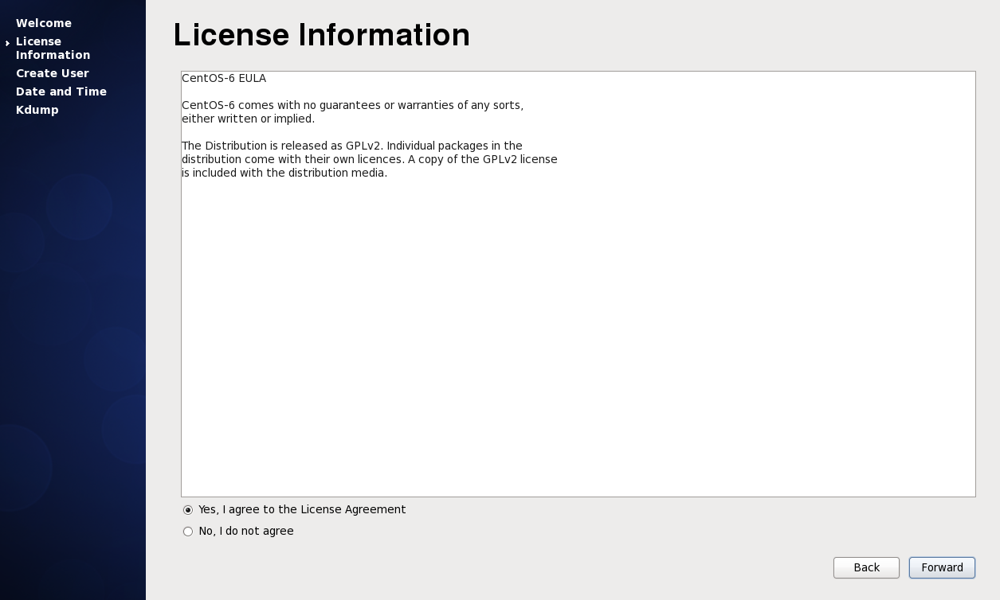 Welcome
License
Information
Create User
Date and Time
Kdump
License Information
CentOS-6 EULA
CentOS-6 comes with no guarantees or warranties of any sorts,
either written or implied.
The Distribution is released as GPLv2. Individual packages in the
distribution come with their own licences. A copy of the GPLv2 license
is included with the distribution media.
Yes, I agree to the License Agreement
No, I do not agree
Back
Forward